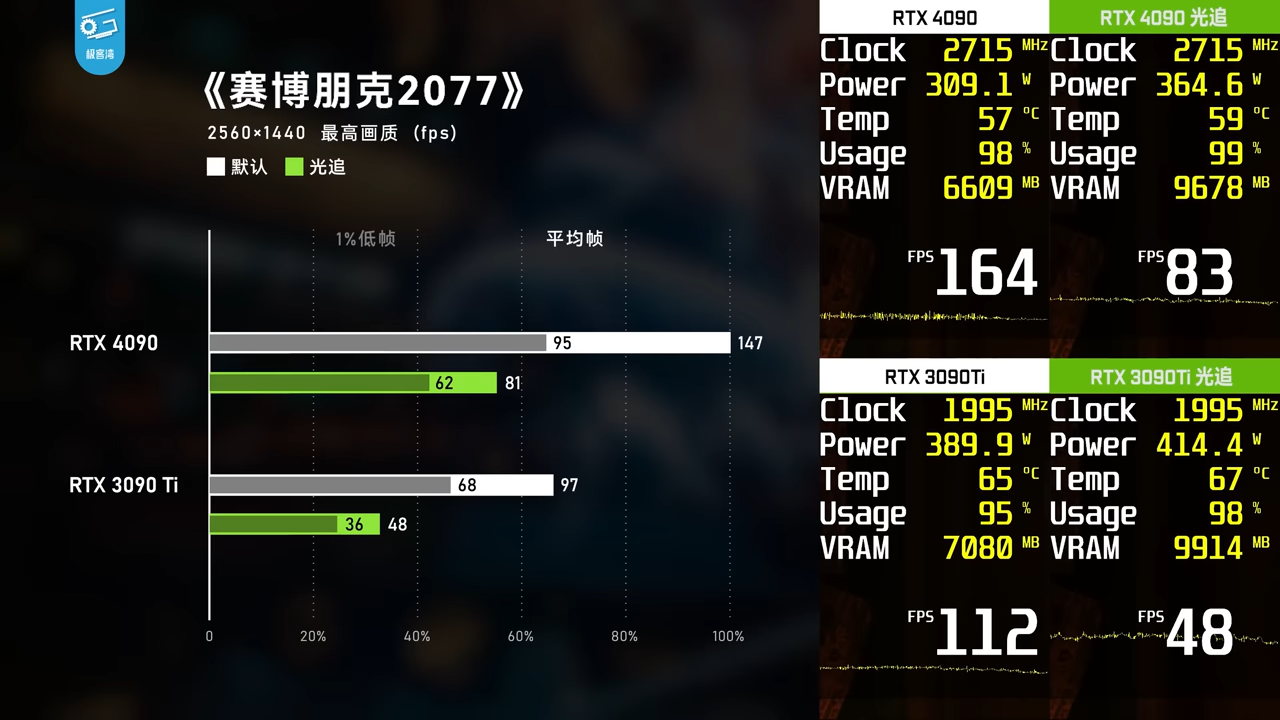 极客湾
《赛博朋克2077》
2560×1440 最高画质 (fps)
默认 光追
1%低帧 平均帧
RTX 4090
95 147
62 81
RTX 3090 Ti
68 97
36 48
0 20% 40% 60% 80% 100%
RTX 4090
Clock 2715 MHz
Power 309.1 W
Temp 57 °C
Usage 98 %
VRAM 6609 MB
FPS 164
RTX 4090 光追
Clock 2715 MHz
Power 364.6 W
Temp 59 °C
Usage 99 %
VRAM 9678 MB
FPS 83
RTX 3090Ti
Clock 1995 MHz
Power 389.9 W
Temp 65 °C
Usage 95 %
VRAM 7080 MB
FPS 112
RTX 3090Ti 光追
Clock 1995 MHz
Power 414.4 W
Temp 67 °C
Usage 98 %
VRAM 9914 MB
FPS 48